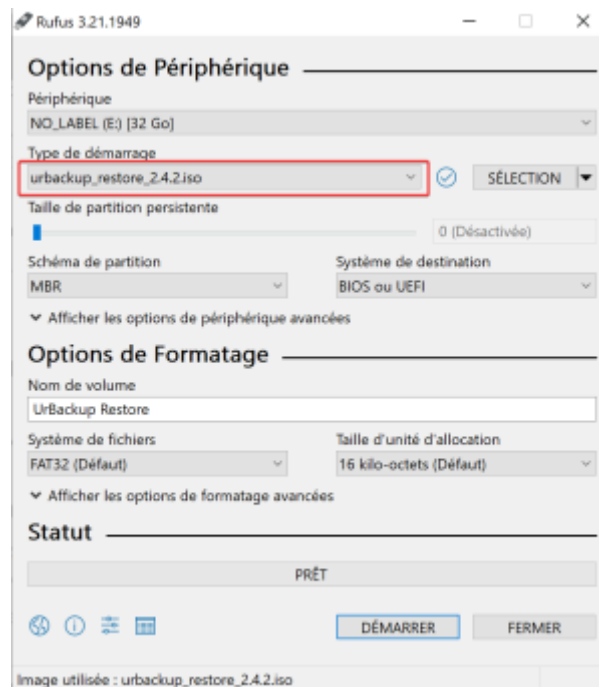 Rufus 3.21.1949
Options de Périphérique
Périphérique
NO_LABEL (E:) [32 Go]
Type de démarrage
urbackup_restore_2.4.2.iso
SÉLECTION
Taille de partition persistente
0 (Désactivée)
Schéma de partition Système de destination
MBR BIOS ou UEFI
Afficher les options de périphérique avancées
Options de Formatage
Nom de volume
UrBackup Restore
Système de fichiers Taille d'unité d'allocation
FAT32 (Défaut) 16 kilo-octets (Défaut)
Afficher les options de formatage avancées
Statut
PRÊT
DÉMARRER FERMER
Image utilisée : urbackup_restore_2.4.2.iso